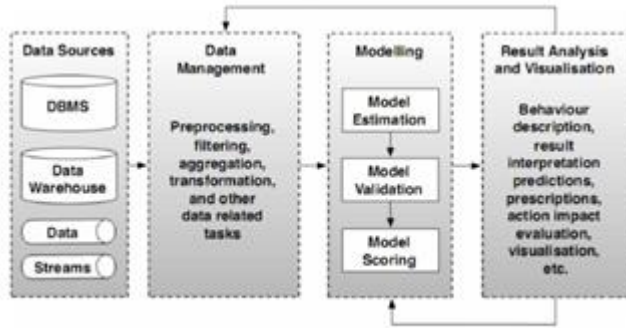 Data Sources
DBMS
Data
Warehouse
Data
Streams
Data
Management
Preprocessing,
filtering,
aggregation,
transformation,
and other
data related
tasks
Modelling
Model
Estimation
Model
Validation
Model
Scoring
Result Analysis
and Visualisation
Behaviour
description,
result
interpretation
predictions,
prescriptions,
action impact
evaluation,
visualisation,
etc.